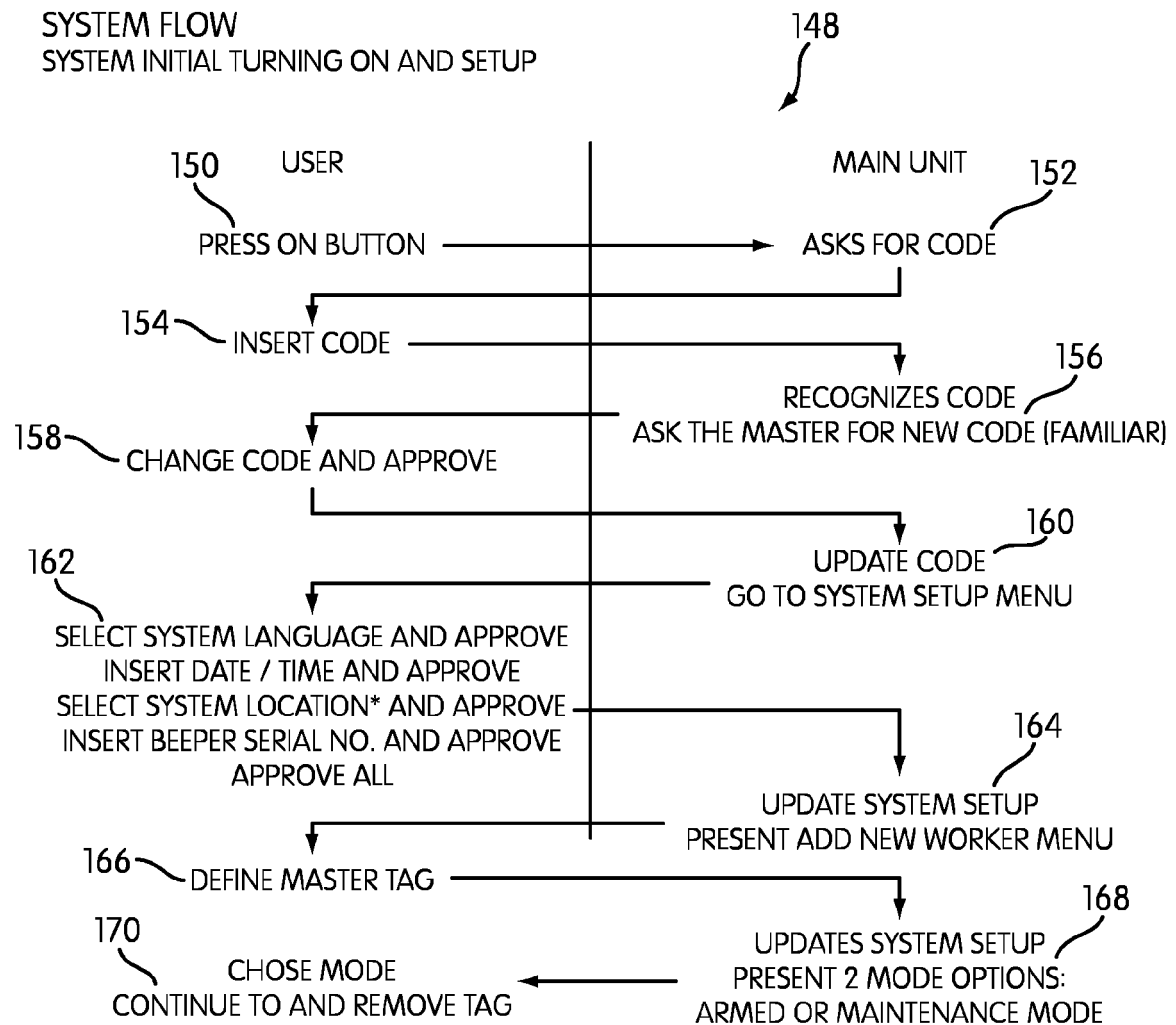 SYSTEM FLOW
SYSTEM INITIAL TURNING ON AND SETUP
148
USER
MAIN UNIT
150
152
PRESS ON BUTTON
ASKS FOR CODE
154
INSERT CODE
156
RECOGNIZES CODE
ASK THE MASTER FOR NEW CODE (FAMILIAR)
158
CHANGE CODE AND APPROVE
160
UPDATE CODE
GO TO SYSTEM SETUP MENU
162
SELECT SYSTEM LANGUAGE AND APPROVE
INSERT DATE / TIME AND APPROVE
SELECT SYSTEM LOCATION* AND APPROVE
INSERT BEEPER SERIAL NO. AND APPROVE
APPROVE ALL
164
UPDATE SYSTEM SETUP
PRESENT ADD NEW WORKER MENU
166
DEFINE MASTER TAG
168
UPDATES SYSTEM SETUP
PRESENT 2 MODE OPTIONS:
ARMED OR MAINTENANCE MODE
170
CHOSE MODE
CONTINUE TO AND REMOVE TAG